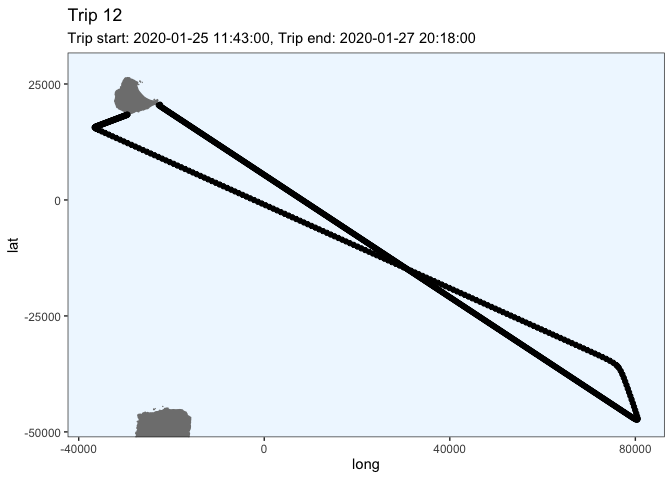 Trip 12
Trip start: 2020-01-25 11:43:00, Trip end: 2020-01-27 20:18:00
25000
0
-25000
-50000
lat
-40000 0 40000 80000
long